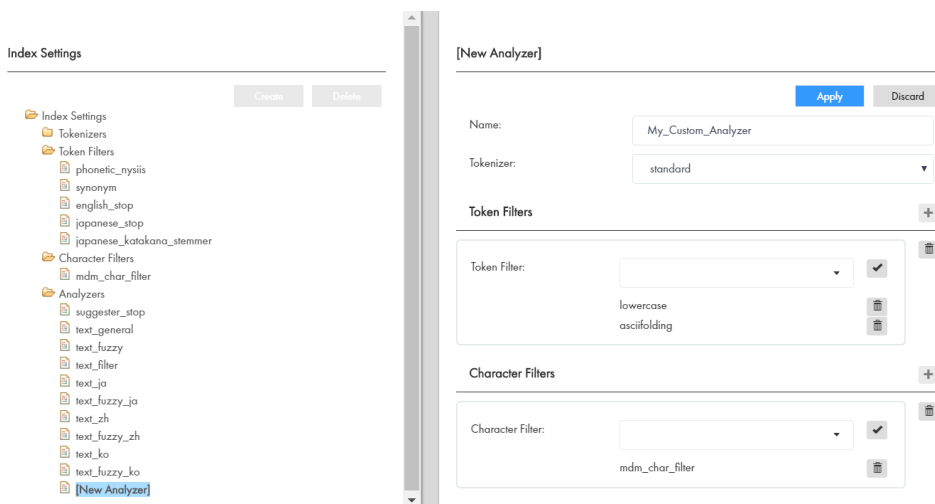 Index Settings
Create
Delete
Index Settings
Tokenizers
Token Filters
phonetic_nysiis
synonym
english_stop
japanese_stop
japanese_katakana_stemmer
Character Filters
mdm_char_filter
Analyzers
suggester_stop
text_general
text_fuzzy
text_filter
text_ja
text_fuzzy_ja
text_zh
text_fuzzy_zh
text_ko
text_fuzzy_ko
[New Analyzer]
[New Analyzer]
Apply
Discard
Name:
My_Custom_Analyzer
Tokenizer:
standard
Token Filters
Token Filter:
lowercase
asciifolding
Character Filters
Character Filter:
mdm_char_filter